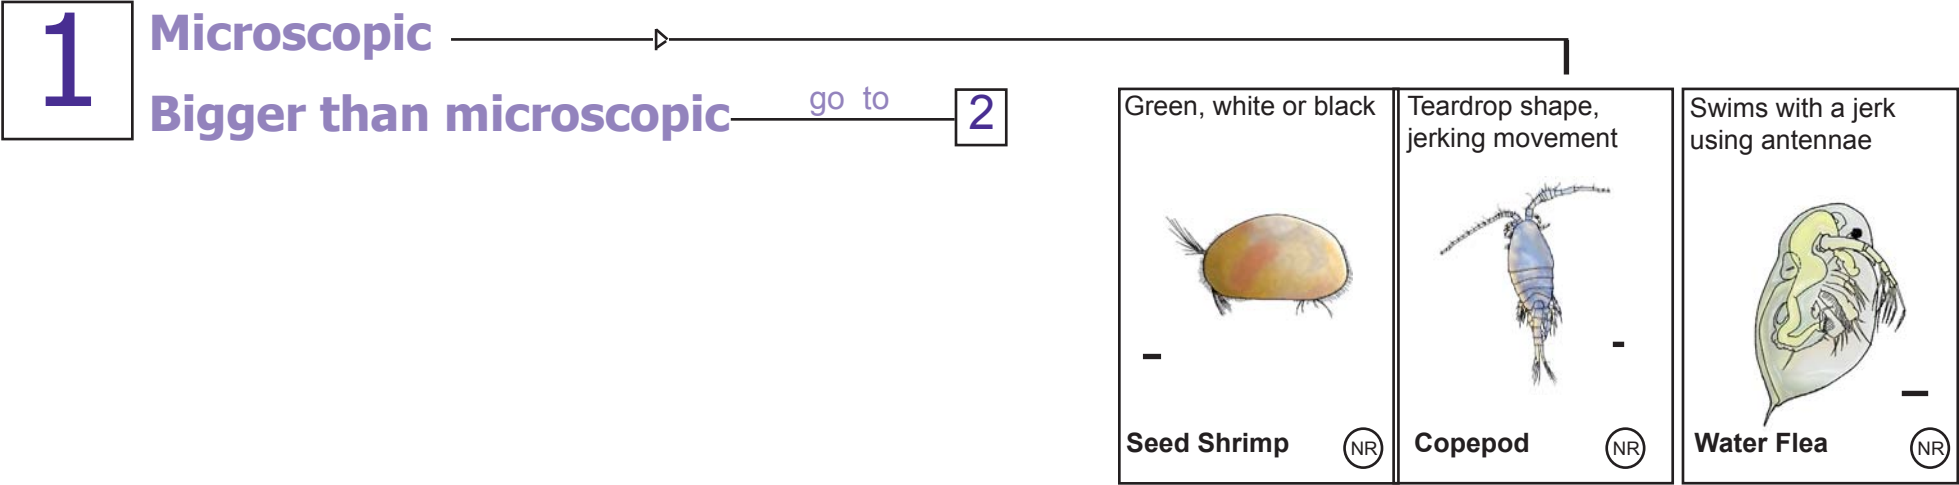 1
Microscopic
Bigger than microscopic go to 2
Green, white or black
Seed Shrimp NR
Teardrop shape,
jerking movement
Copepod NR
Swims with a jerk
using antennae
Water Flea NR